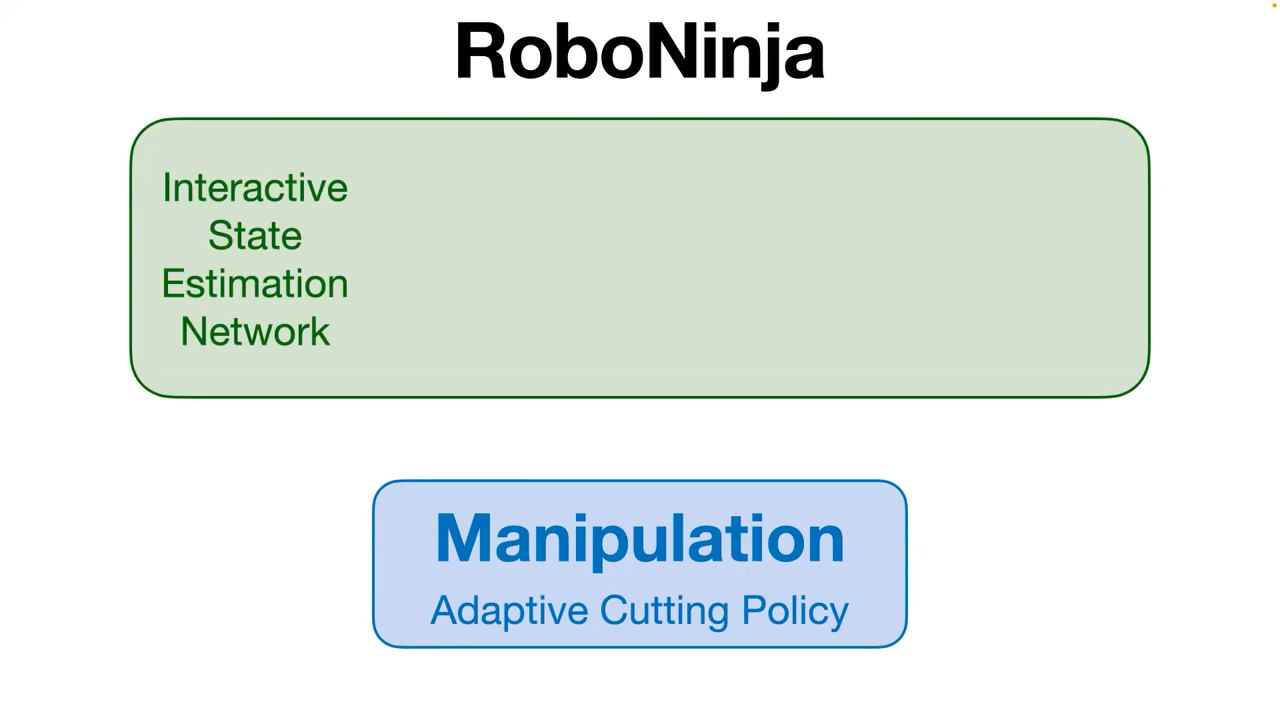 RoboNinja
Interactive
State
Estimation
Network
Manipulation
Adaptive Cutting Policy